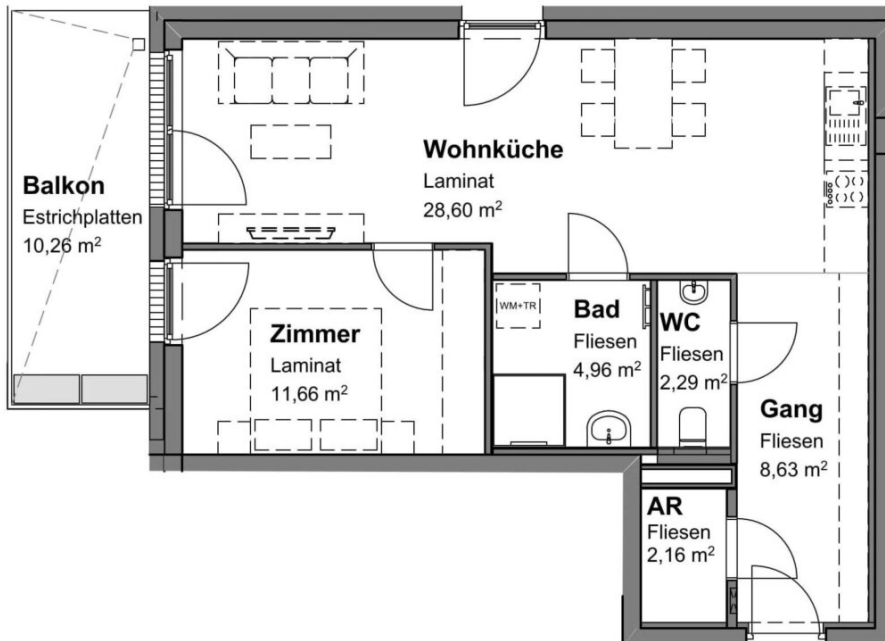 Wohnküche
Laminat
28,60 m²
Balkon
Estrichplatten
10,26 m²
Zimmer
Laminat
11,66 m²
WM+TR
Bad
Fliesen
4,96 m²
WC
Fliesen
2,29 m²
Gang
Fliesen
8,63 m²
AR
Fliesen
2,16 m²